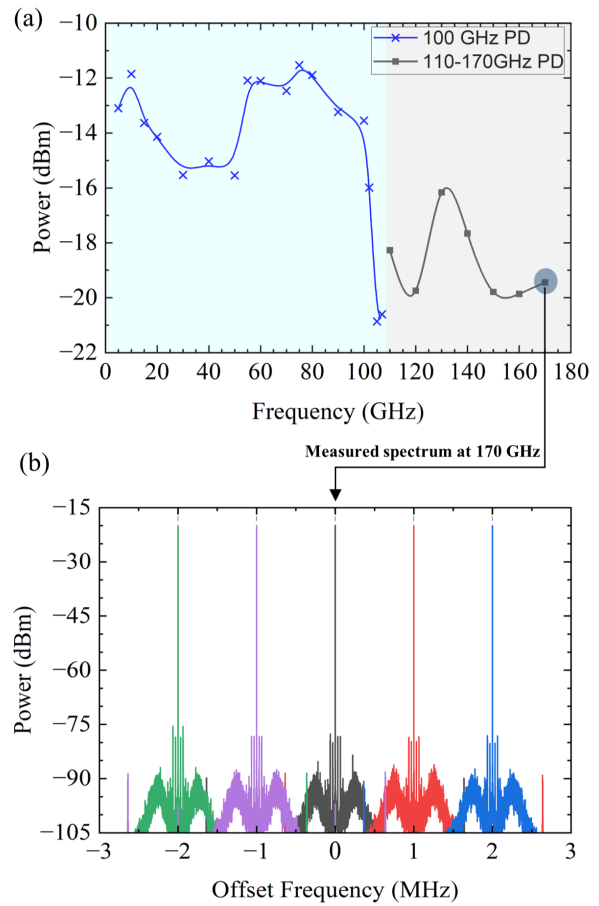 (a)
100 GHz PD
110-170GHz PD
Power (dBm)
−10
−12
−14
−16
−18
−20
−22
0 20 40 60 80 100 120 140 160 180
Frequency (GHz)
Measured spectrum at 170 GHz
(b)
Power (dBm)
−15
−30
−45
−60
−75
−90
−105
−3 −2 −1 0 1 2 3
Offset Frequency (MHz)